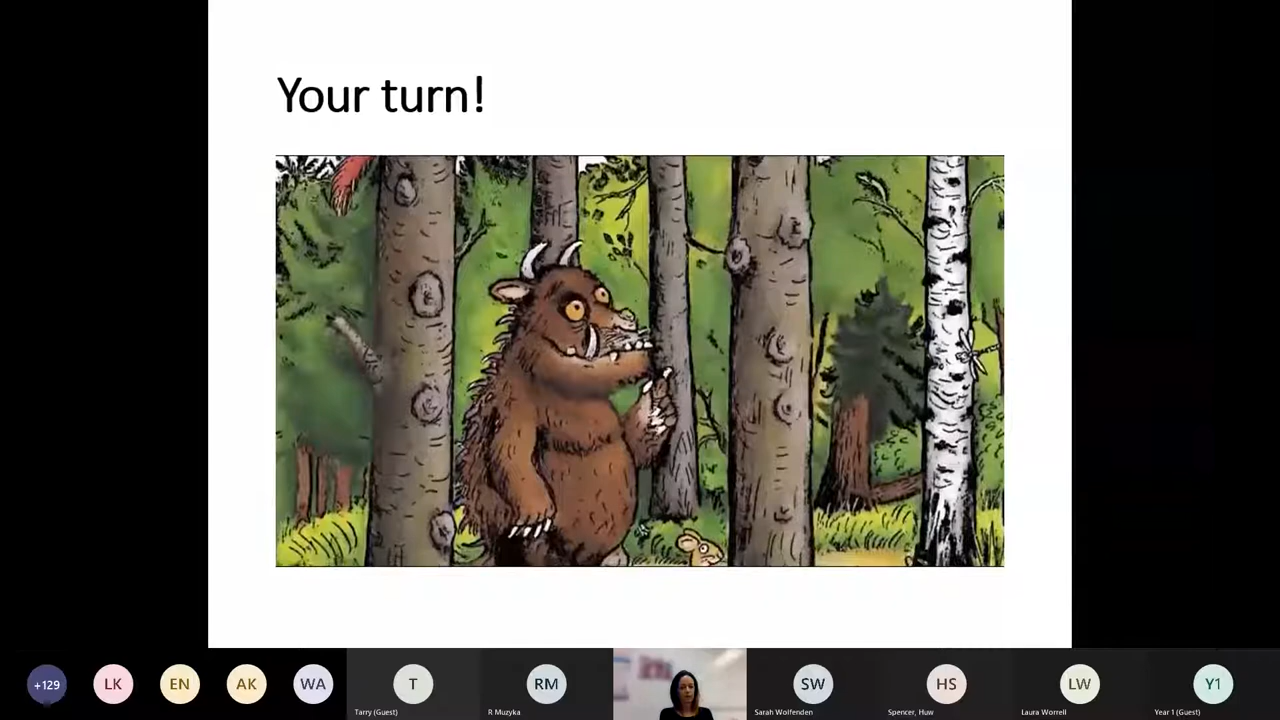 Your turn!
+129
LK
EN
AK
WA
T
RM
SW
HS
LW
Y1
Tarry (Guest)
R Muzyka
Sarah Wolfenden
Spencer, Huw
Laura Worrell
Year 1 (Guest)